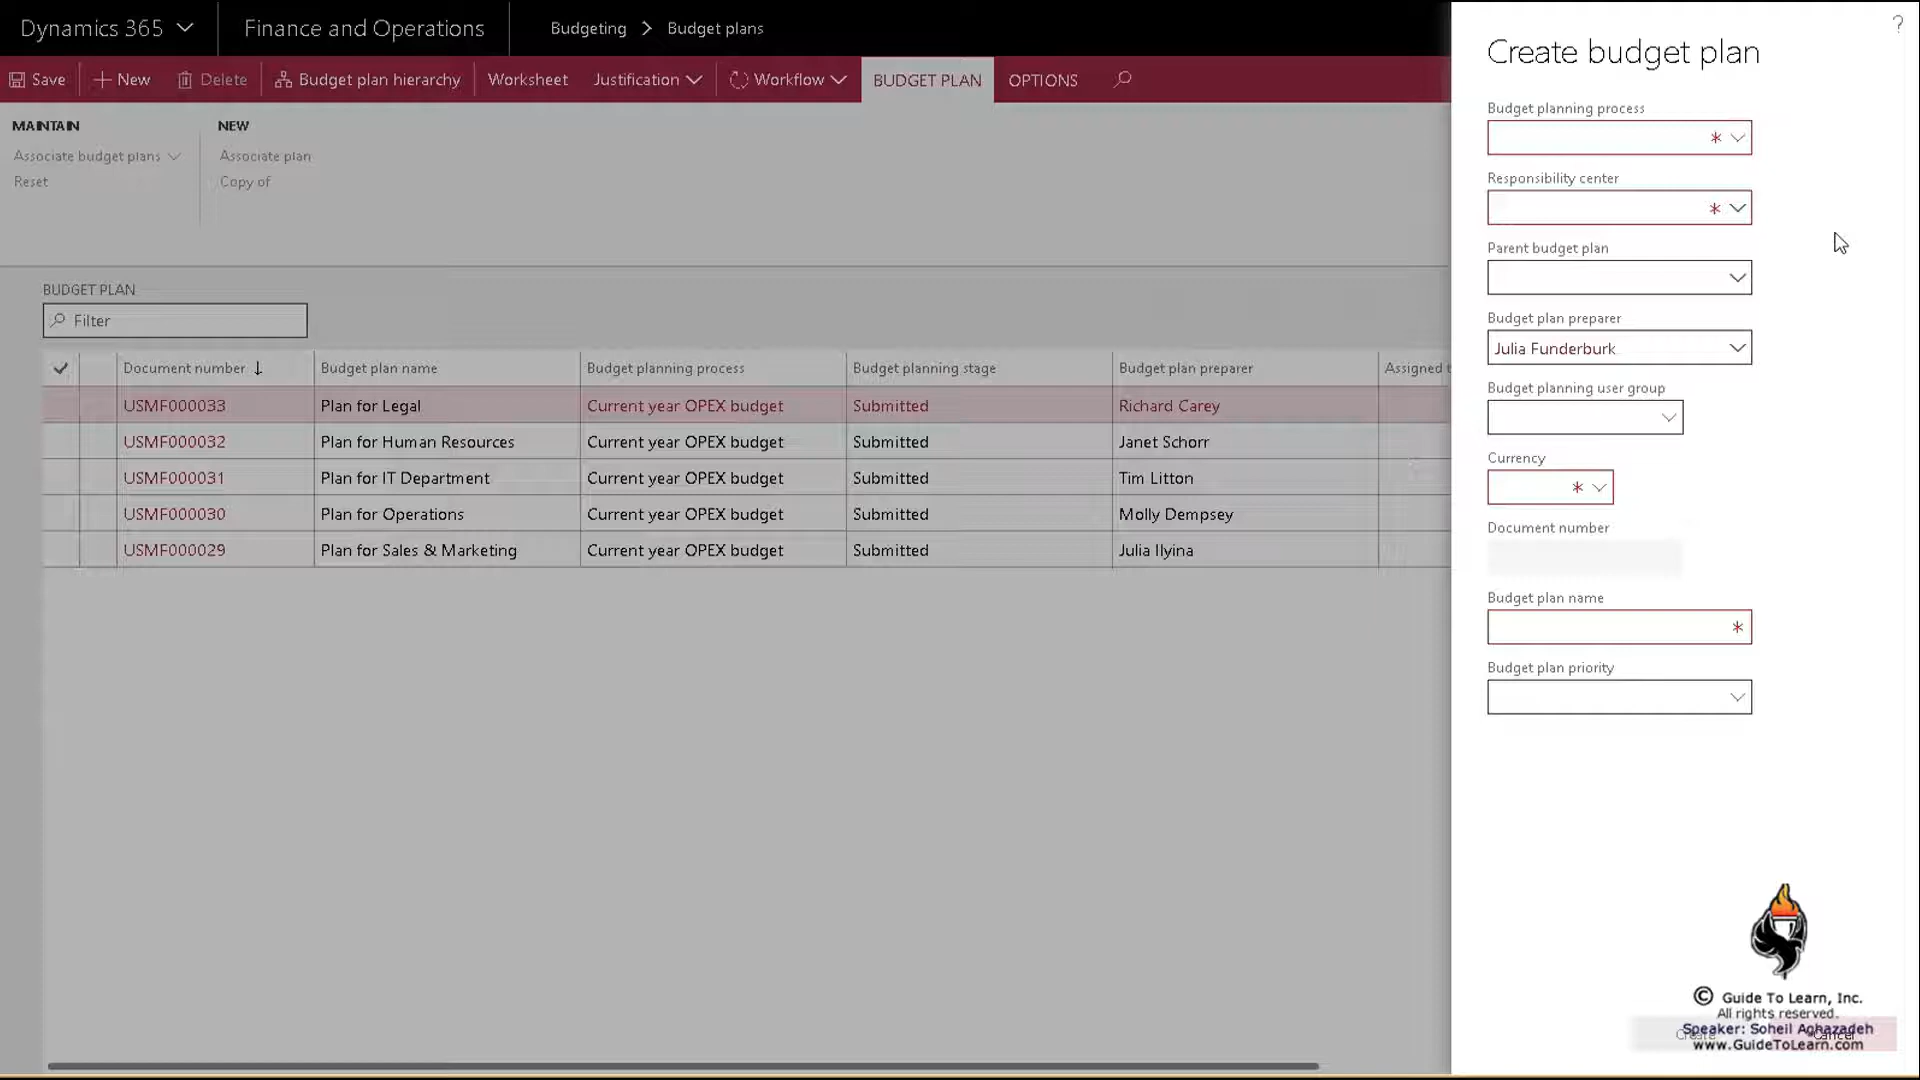 Dynamics 365 Finance and Operations Budgeting > Budget plans
Save + New Delete Budget plan hierarchy Worksheet Justification Workflow BUDGET PLAN OPTIONS
MAINTAIN NEW
Associate budget plans Associate plan
Reset Copy of
BUDGET PLAN
Filter
Document number ↓ Budget plan name Budget planning process Budget planning stage Budget plan preparer Assigned
USMF000033 Plan for Legal Current year OPEX budget Submitted Richard Carey
USMF000032 Plan for Human Resources Current year OPEX budget Submitted Janet Schorr
USMF000031 Plan for IT Department Current year OPEX budget Submitted Tim Litton
USMF000030 Plan for Operations Current year OPEX budget Submitted Molly Dempsey
USMF000029 Plan for Sales & Marketing Current year OPEX budget Submitted Julia Ilyina
?
Create budget plan
Budget planning process
*
Responsibility center
*
Parent budget plan
Budget plan preparer
Julia Funderburk
Budget planning user group
Currency
*
Document number
Budget plan name
*
Budget plan priority
© Guide To Learn, Inc.
All rights reserved.
Speaker: Soheil Aghazadeh
Create Cancel
www.GuideToLearn.com